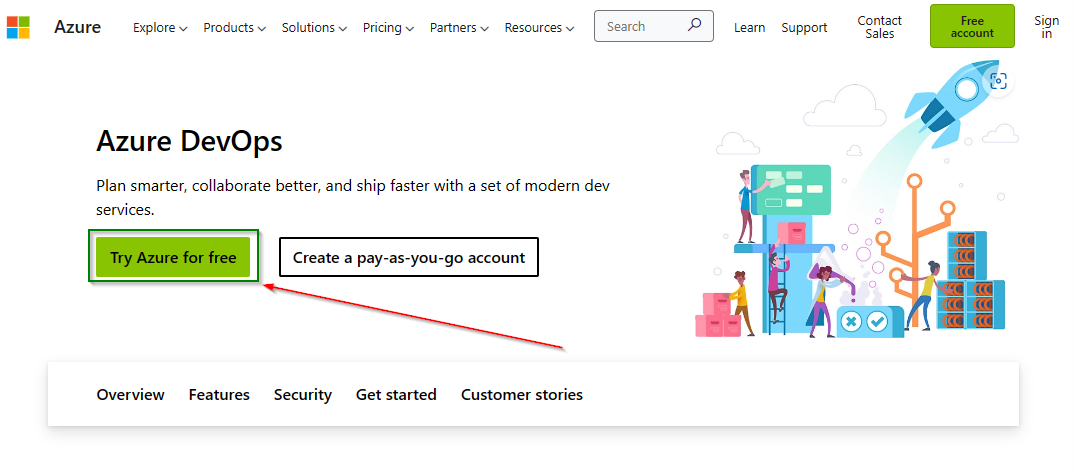 Azure
Explore
Products
Solutions
Pricing
Partners
Resources
Search
Learn
Support
Contact
Sales
Free
account
Sign
in
Azure DevOps
Plan smarter, collaborate better, and ship faster with a set of modern dev
services.
Try Azure for free
Create a pay-as-you-go account
Overview
Features
Security
Get started
Customer stories